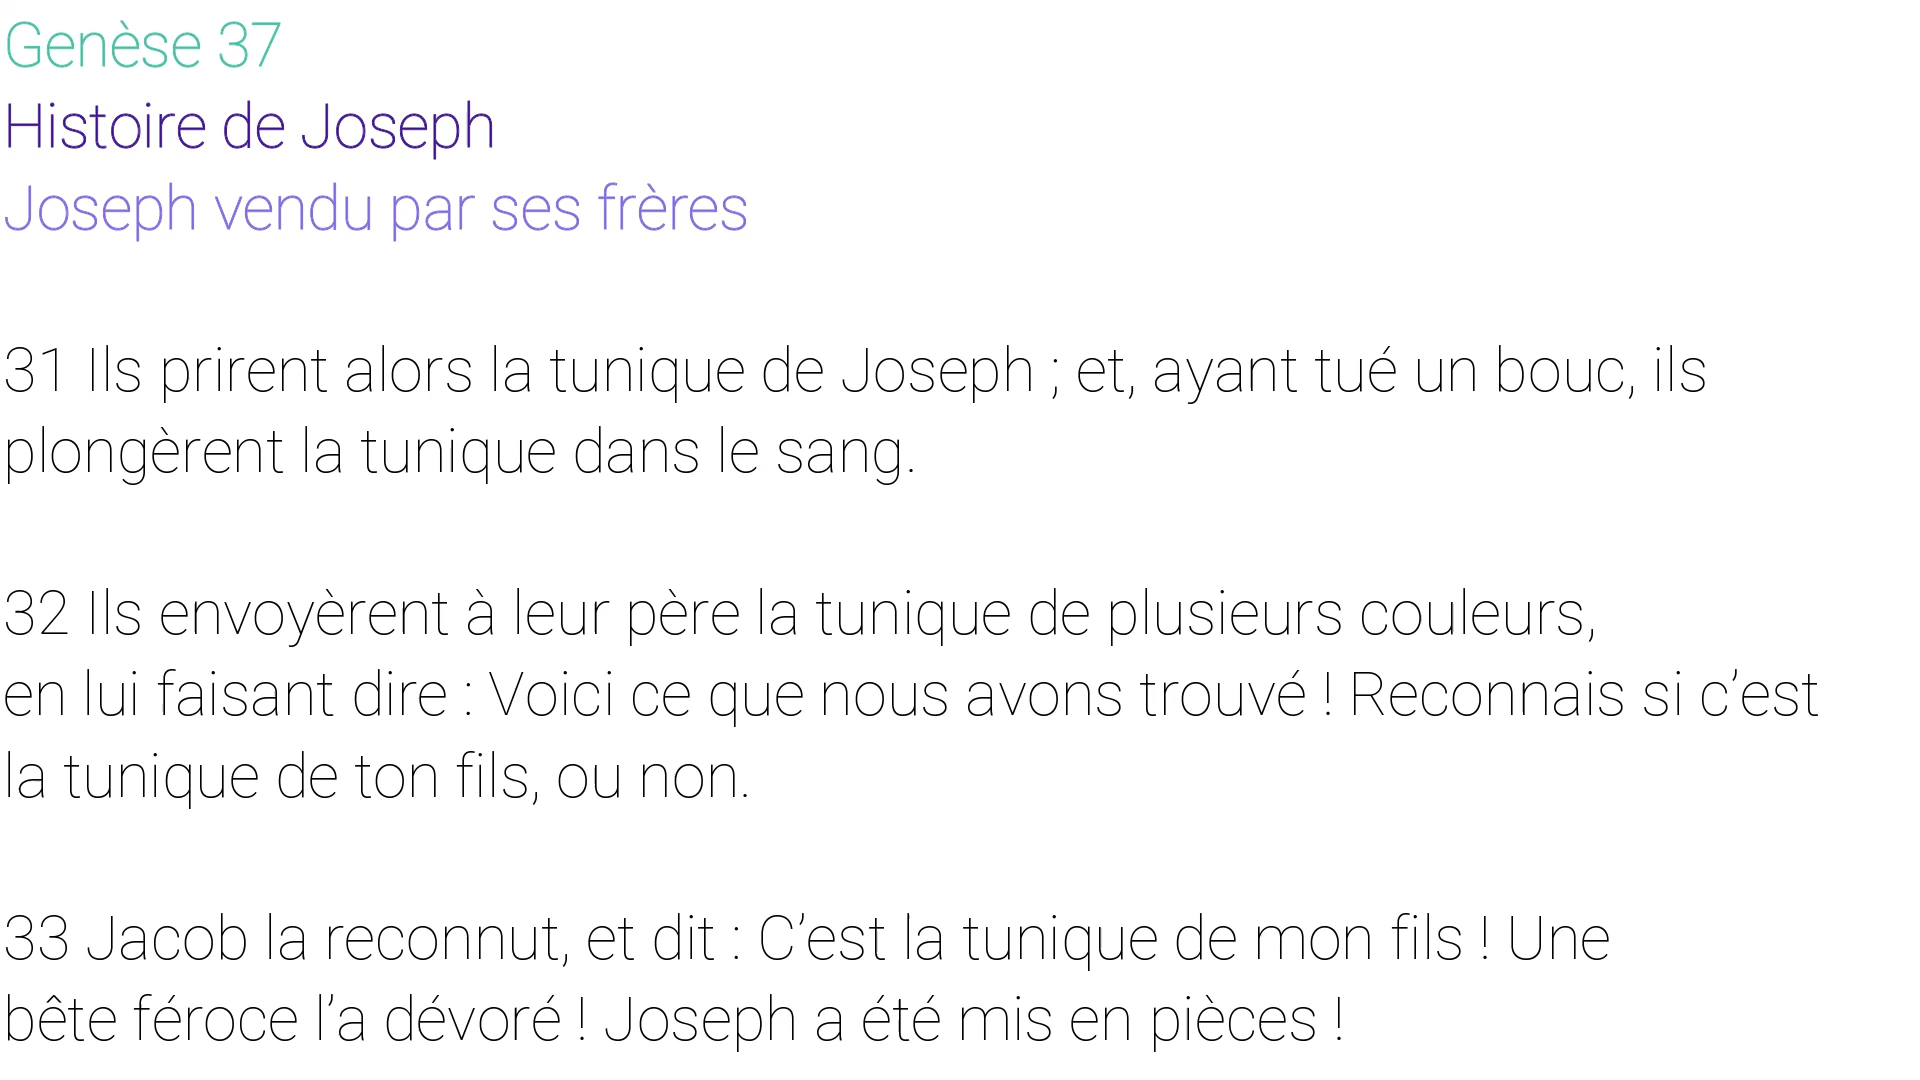 Genèse 37
Histoire de Joseph
Joseph vendu par ses frères
31 Ils prirent alors la tunique de Joseph ; et, ayant tué un bouc, ils
plongèrent la tunique dans le sang.
32 Ils envoyèrent à leur père la tunique de plusieurs couleurs,
en lui faisant dire : Voici ce que nous avons trouvé ! Reconnais si c’est
la tunique de ton fils, ou non.
33 Jacob la reconnut, et dit : C’est la tunique de mon fils ! Une
bête féroce l’a dévoré ! Joseph a été mis en pièces !